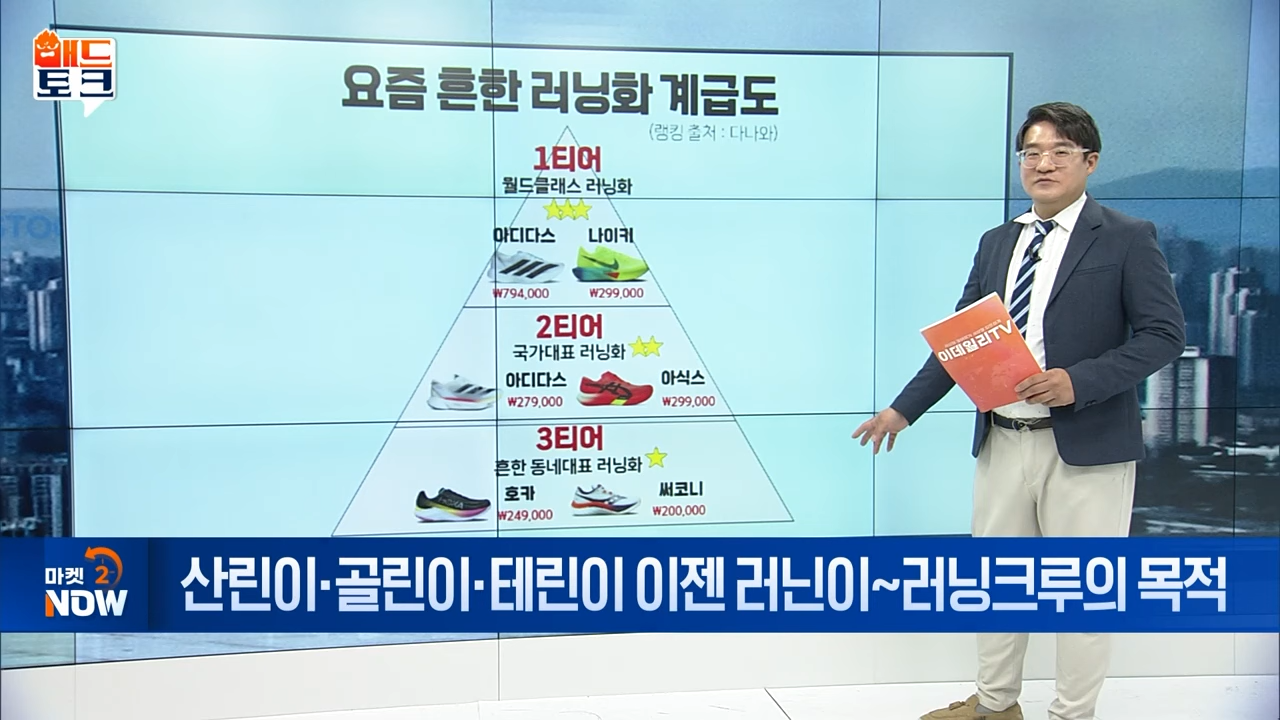 매드
토크
요즘 흔한 러닝화 계급도
(랭킹 출처 : 다나와)
1티어
월드클래스 러닝화
아디다스 나이키
₩794,000 ₩299,000
2티어
국가대표 러닝화
아디다스 아식스
₩279,000 ₩299,000
3티어
흔한 동네대표 러닝화
호카 써코니
₩249,000 ₩200,000
이데일리TV
마켓 2
NOW
산린이·골린이·테린이 이젠 러닌이~러닝크루의 목적